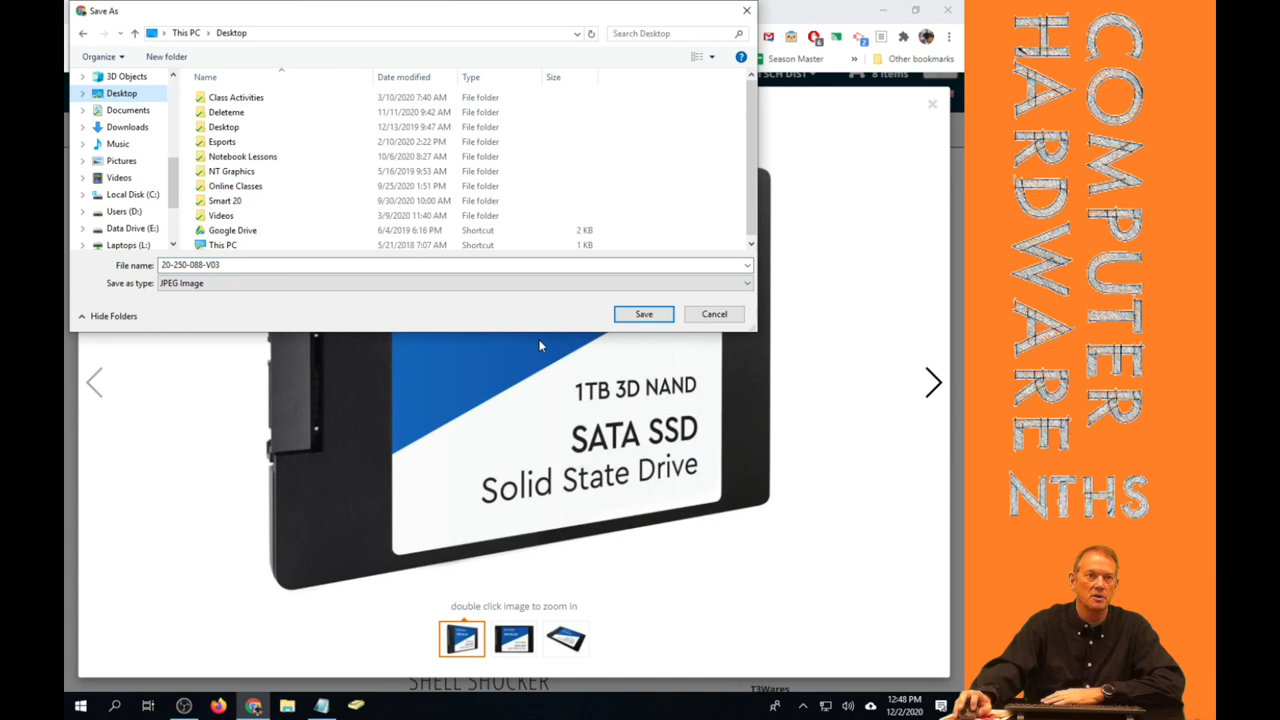 Save As
This PC > Desktop
Search Desktop
Organize
New folder
Name
Date modified
Type
Size
3D Objects
Desktop
Documents
Downloads
Music
Pictures
Videos
Local Disk (C:)
Users (D:)
Data Drive (E:)
Laptops (L:)
Class Activities 3/10/2020 7:40 AM File folder
Deleteme 11/11/2020 9:42 AM File folder
Desktop 12/13/2019 9:47 AM File folder
Esports 2/10/2020 2:22 PM File folder
Notebook Lessons 10/6/2020 8:27 AM File folder
NT Graphics 5/16/2019 9:53 AM File folder
Online Classes 9/25/2020 1:51 PM File folder
Smart 20 9/30/2020 10:00 AM File folder
Videos 3/9/2020 11:40 AM File folder
Google Drive 6/4/2019 6:16 PM Shortcut 2 KB
This PC 5/21/2018 7:07 AM Shortcut 1 KB
File name: 20-250-088-V03
Save as type: JPEG Image
Hide Folders
Save
Cancel
Season Master
Other bookmarks
8 Items
1TB 3D NAND
SATA SSD
Solid State Drive
double click image to zoom in
SHELL SHOCKER
T3Wares
12:48 PM
12/2/2020
COMPUTER
HARDWARE
NTHS